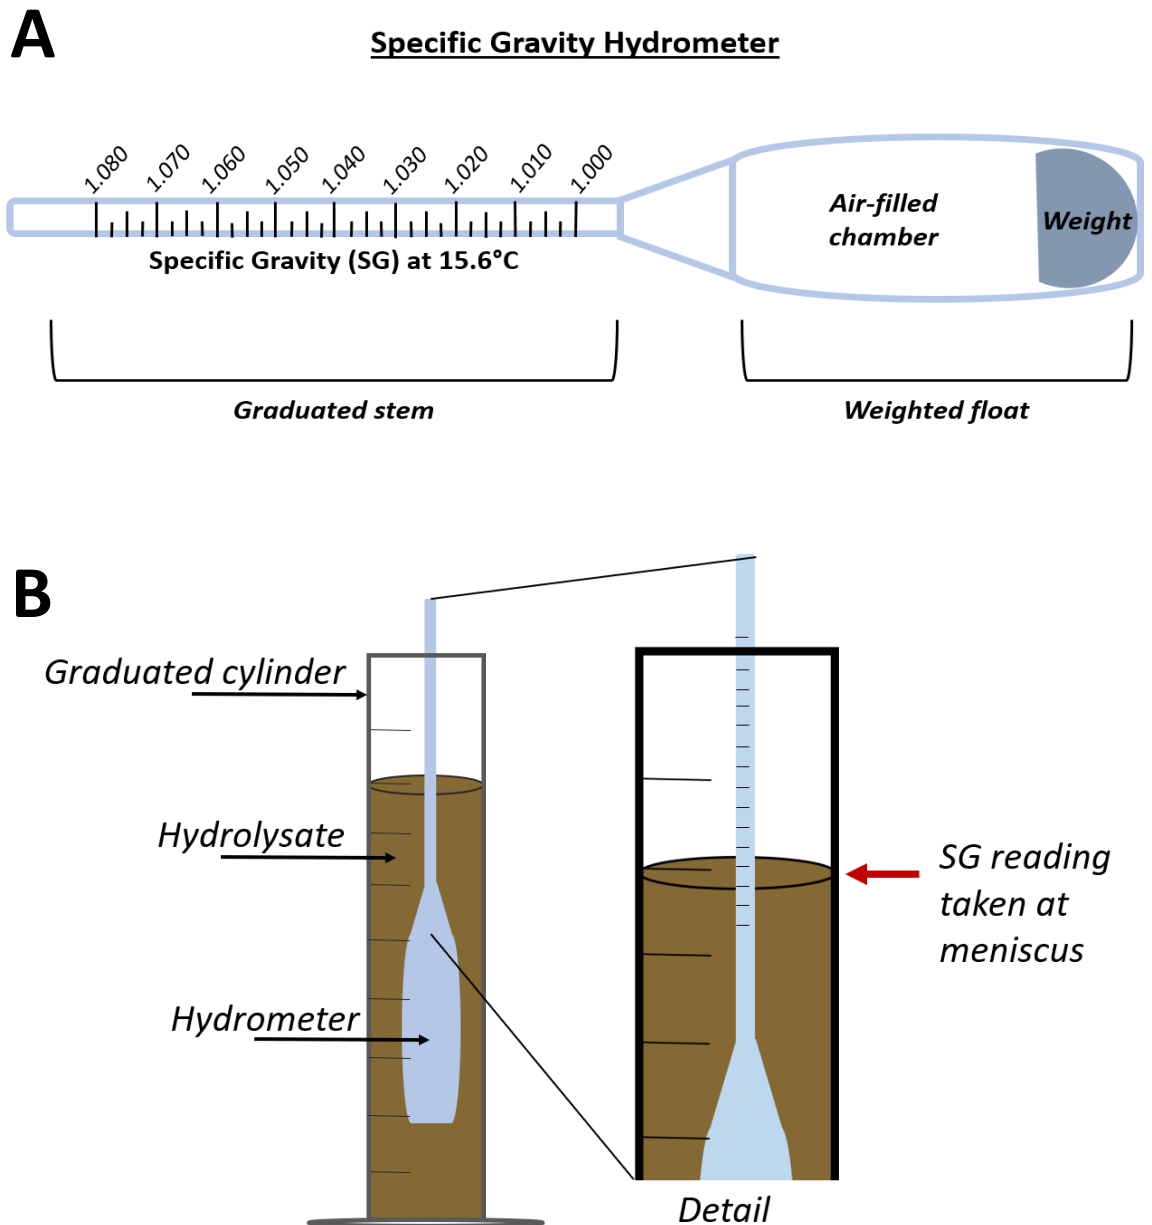 A
Specific Gravity Hydrometer
1.080
1.070
1.060
1.050
1.040
1.030
1.020
1.010
1.000
Air-filled
chamber
Weight
Specific Gravity (SG) at 15.6°C
Graduated stem
Weighted float
B
Graduated cylinder
Hydrolysate
Hydrometer
SG reading
taken at
meniscus
Detail